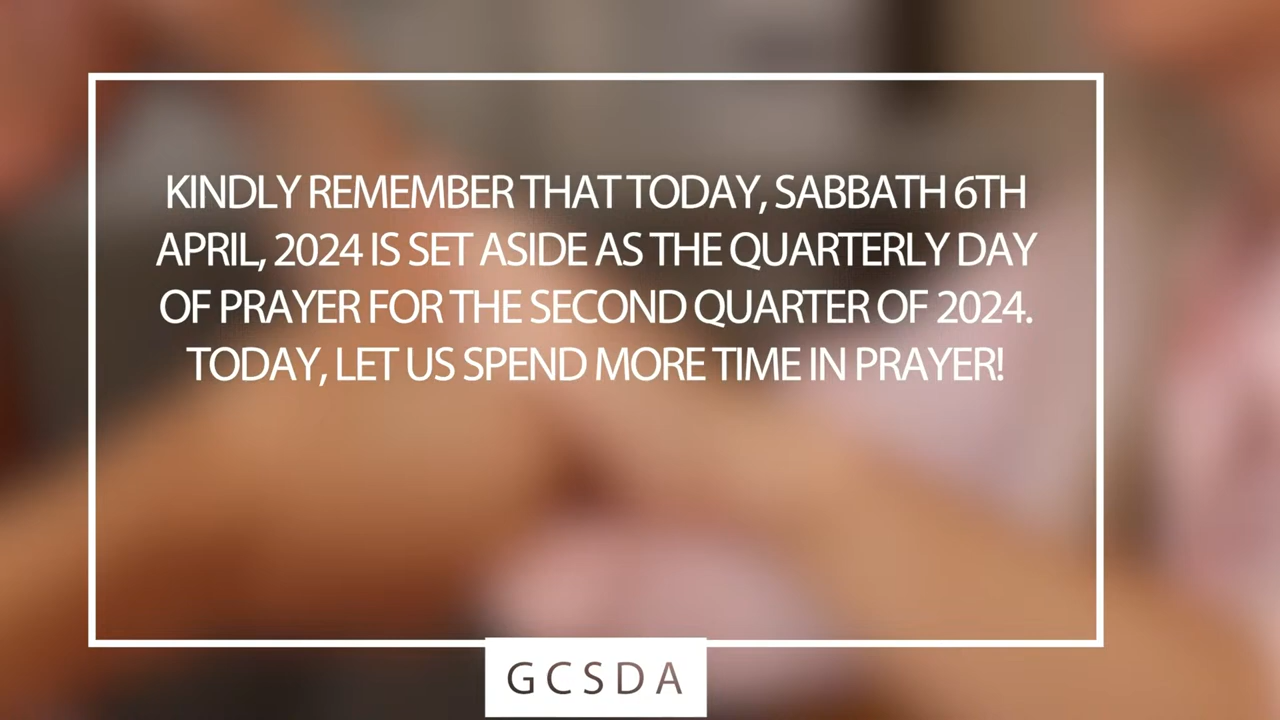 KINDLY REMEMBER THAT TODAY, SABBATH 6TH
APRIL, 2024 IS SET ASIDE AS THE QUARTERLY DAY
OF PRAYER FOR THE SECOND QUARTER OF 2024.
TODAY, LET US SPEND MORE TIME IN PRAYER!
GCSDA